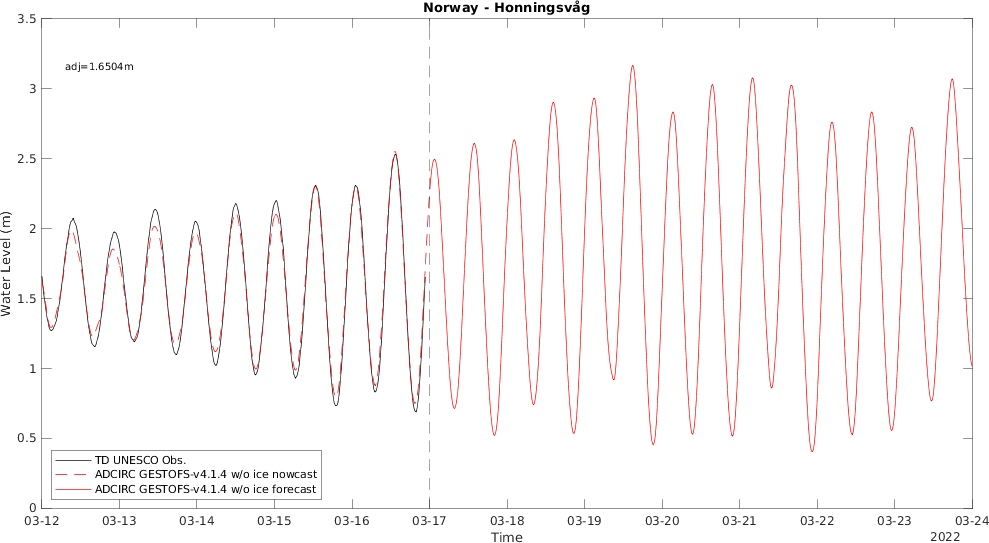 Norway - Honningsvåg
adj=1.6504m
Water Level (m)
3.5
3
2.5
2
1.5
1
0.5
0
TD UNESCO Obs.
ADCIRC GESTOFS-v4.1.4 w/o ice nowcast
ADCIRC GESTOFS-v4.1.4 w/o ice forecast
03-12 03-13 03-14 03-15 03-16 03-17 03-18 03-19 03-20 03-21 03-22 03-23 03-24
Time
2022